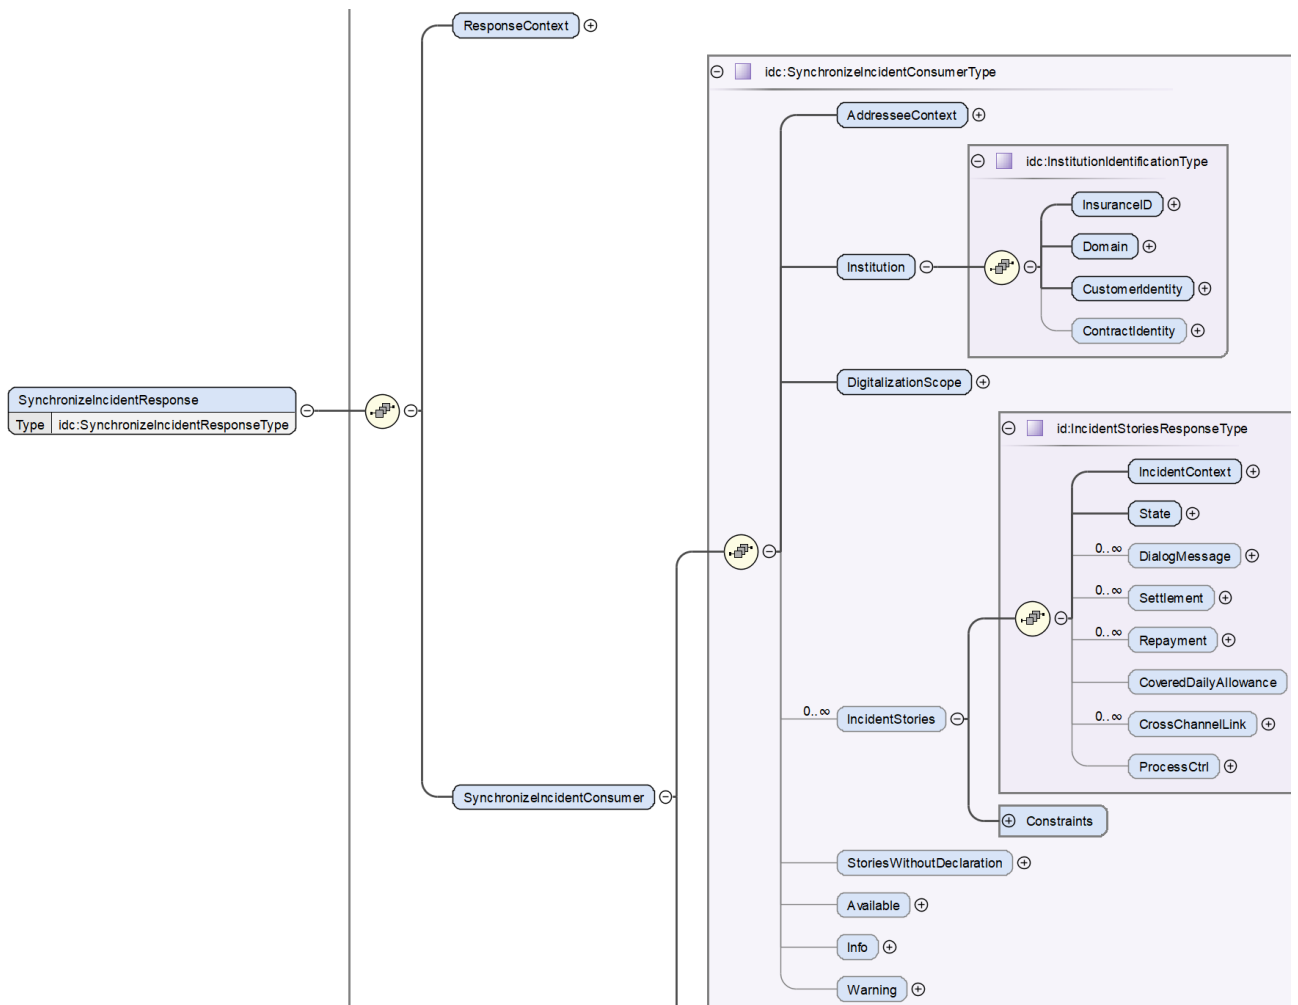 ResponseContext
idc:SynchronizeIncidentConsumerType
AddresseeContext
idc:InstitutionIdentificationType
InsuranceID
Domain
Institution
CustomerIdentity
ContractIdentity
DigitalizationScope
SynchronizeIncidentResponse
Type idc:SynchronizeIncidentResponseType
id:IncidentStoriesResponseType
IncidentContext
State
0..∞ DialogMessage
0..∞ Settlement
0..∞ Repayment
CoveredDailyAllowance
0..∞ IncidentStories
0..∞ CrossChannelLink
ProcessCtrl
SynchronizeIncidentConsumer
Constraints
StoriesWithoutDeclaration
Available
Info
Warning